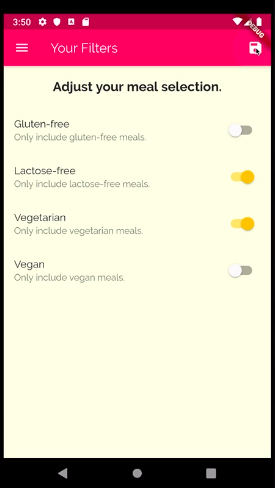 3:50
DEBUG
Your Filters
Adjust your meal selection.
Gluten-free
Only include gluten-free meals.
Lactose-free
Only include lactose-free meals.
Vegetarian
Only include vegetarian meals.
Vegan
Only include vegan meals.